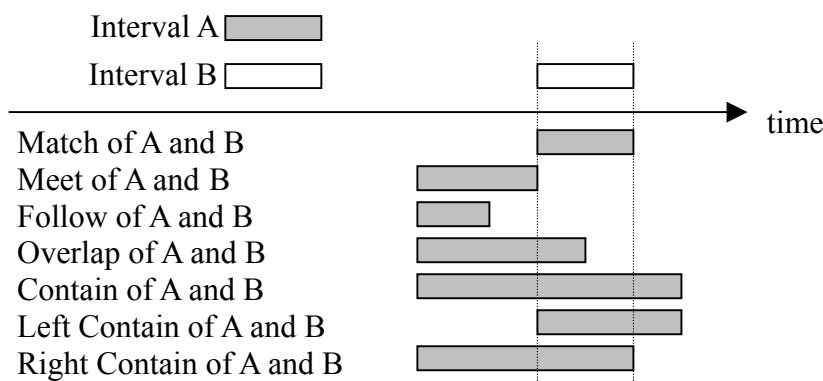 Interval A
Interval B
time
Match of A and B
Meet of A and B
Follow of A and B
Overlap of A and B
Contain of A and B
Left Contain of A and B
Right Contain of A and B